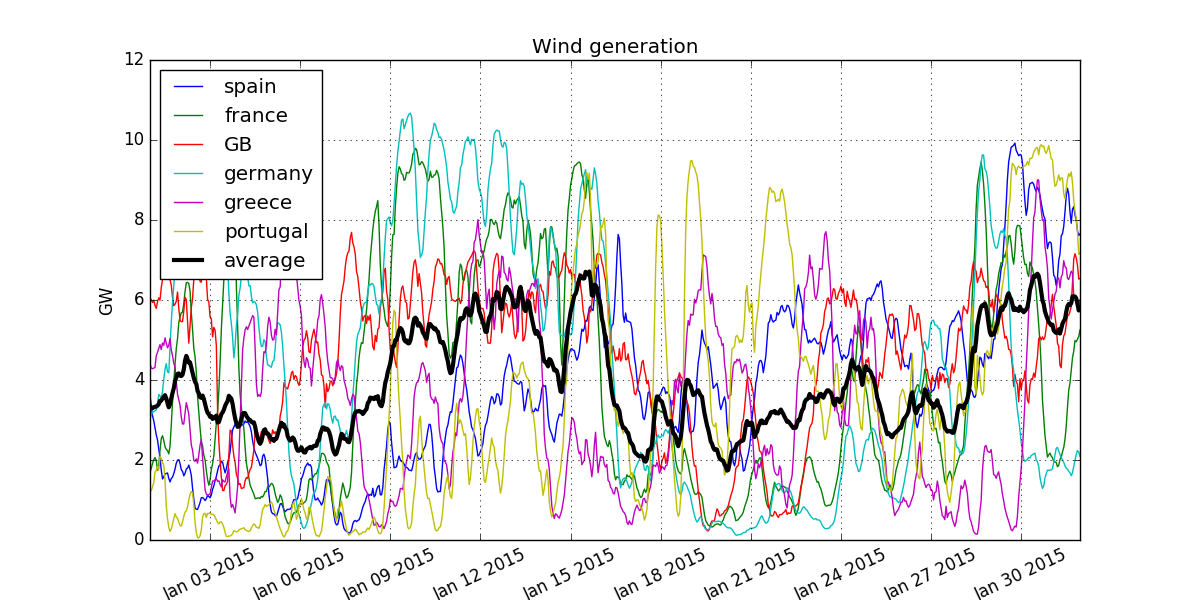 Wind generation
12
10
8
6
4
2
0
GW
spain
france
GB
germany
greece
portugal
average
Jan 03 2015
Jan 06 2015
Jan 09 2015
Jan 12 2015
Jan 15 2015
Jan 18 2015
Jan 21 2015
Jan 24 2015
Jan 27 2015
Jan 30 2015